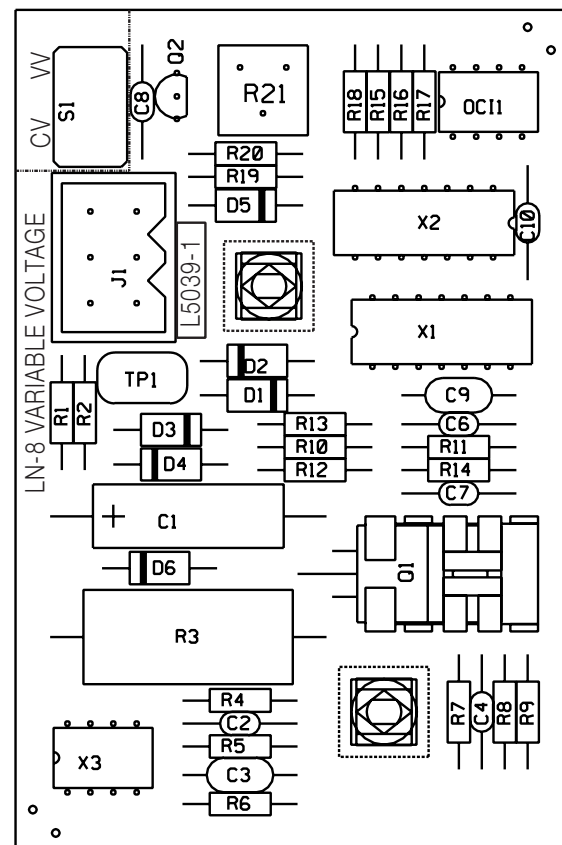 CV VV
S1
C8
Q2
R21
R18
R15
R16
R17
OCI1
R20
R19
D5
X2
C10
J1
L5039-1
LN-8 VARIABLE VOLTAGE
X1
TP1
D2
D1
R1
R2
C9
D3
R13
C6
R10
R11
D4
R12
R14
C7
C1
D6
Q1
R3
R4
C2
R5
C3
R6
X3
R7
C4
R8
R9